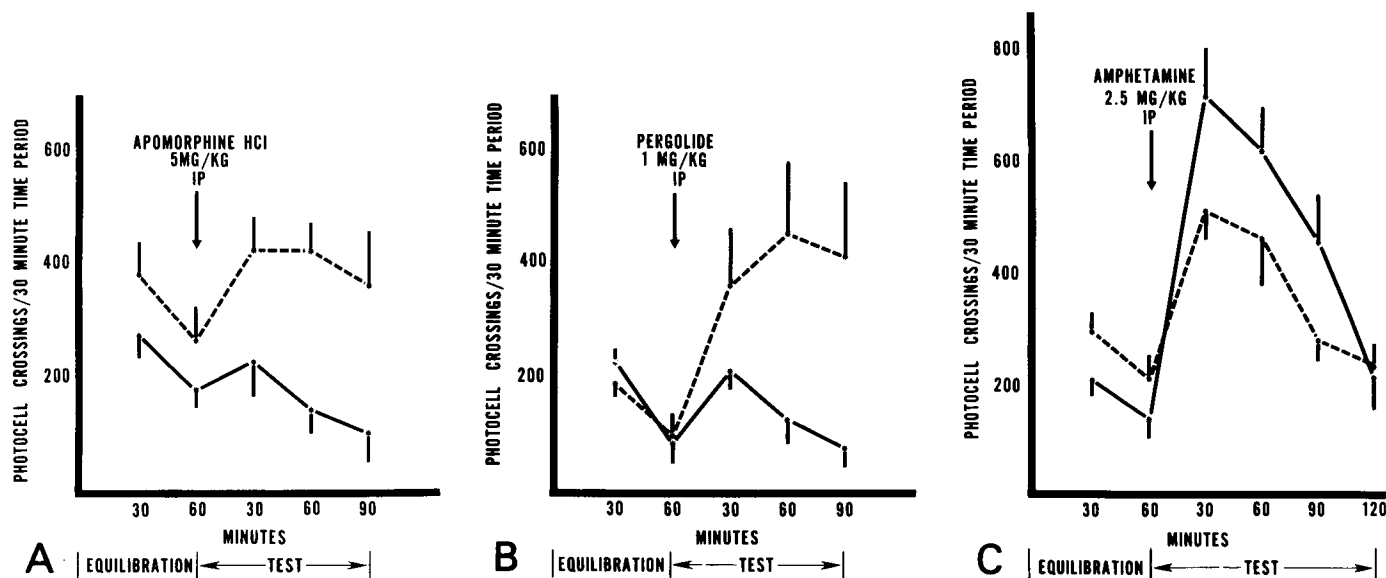 PHOTOCELL CROSSINGS/30 MINUTE TIME PERIOD
600
400
200
APOMORPHINE HCl
5MG/KG
IP
30 60 30 60 90
MINUTES
A
EQUILIBRATION TEST
PHOTOCELL CROSSINGS/30 MINUTE TIME PERIOD
600
400
200
PERGOLIDE
1 MG/KG
IP
30 60 30 60 90
MINUTES
B
EQUILIBRATION TEST
PHOTOCELL CROSSINGS/30 MINUTE TIME PERIOD
800
600
400
200
AMPHETAMINE
2.5 MG/KG
IP
30 60 30 60 90 120
MINUTES
C
EQUILIBRATION TEST